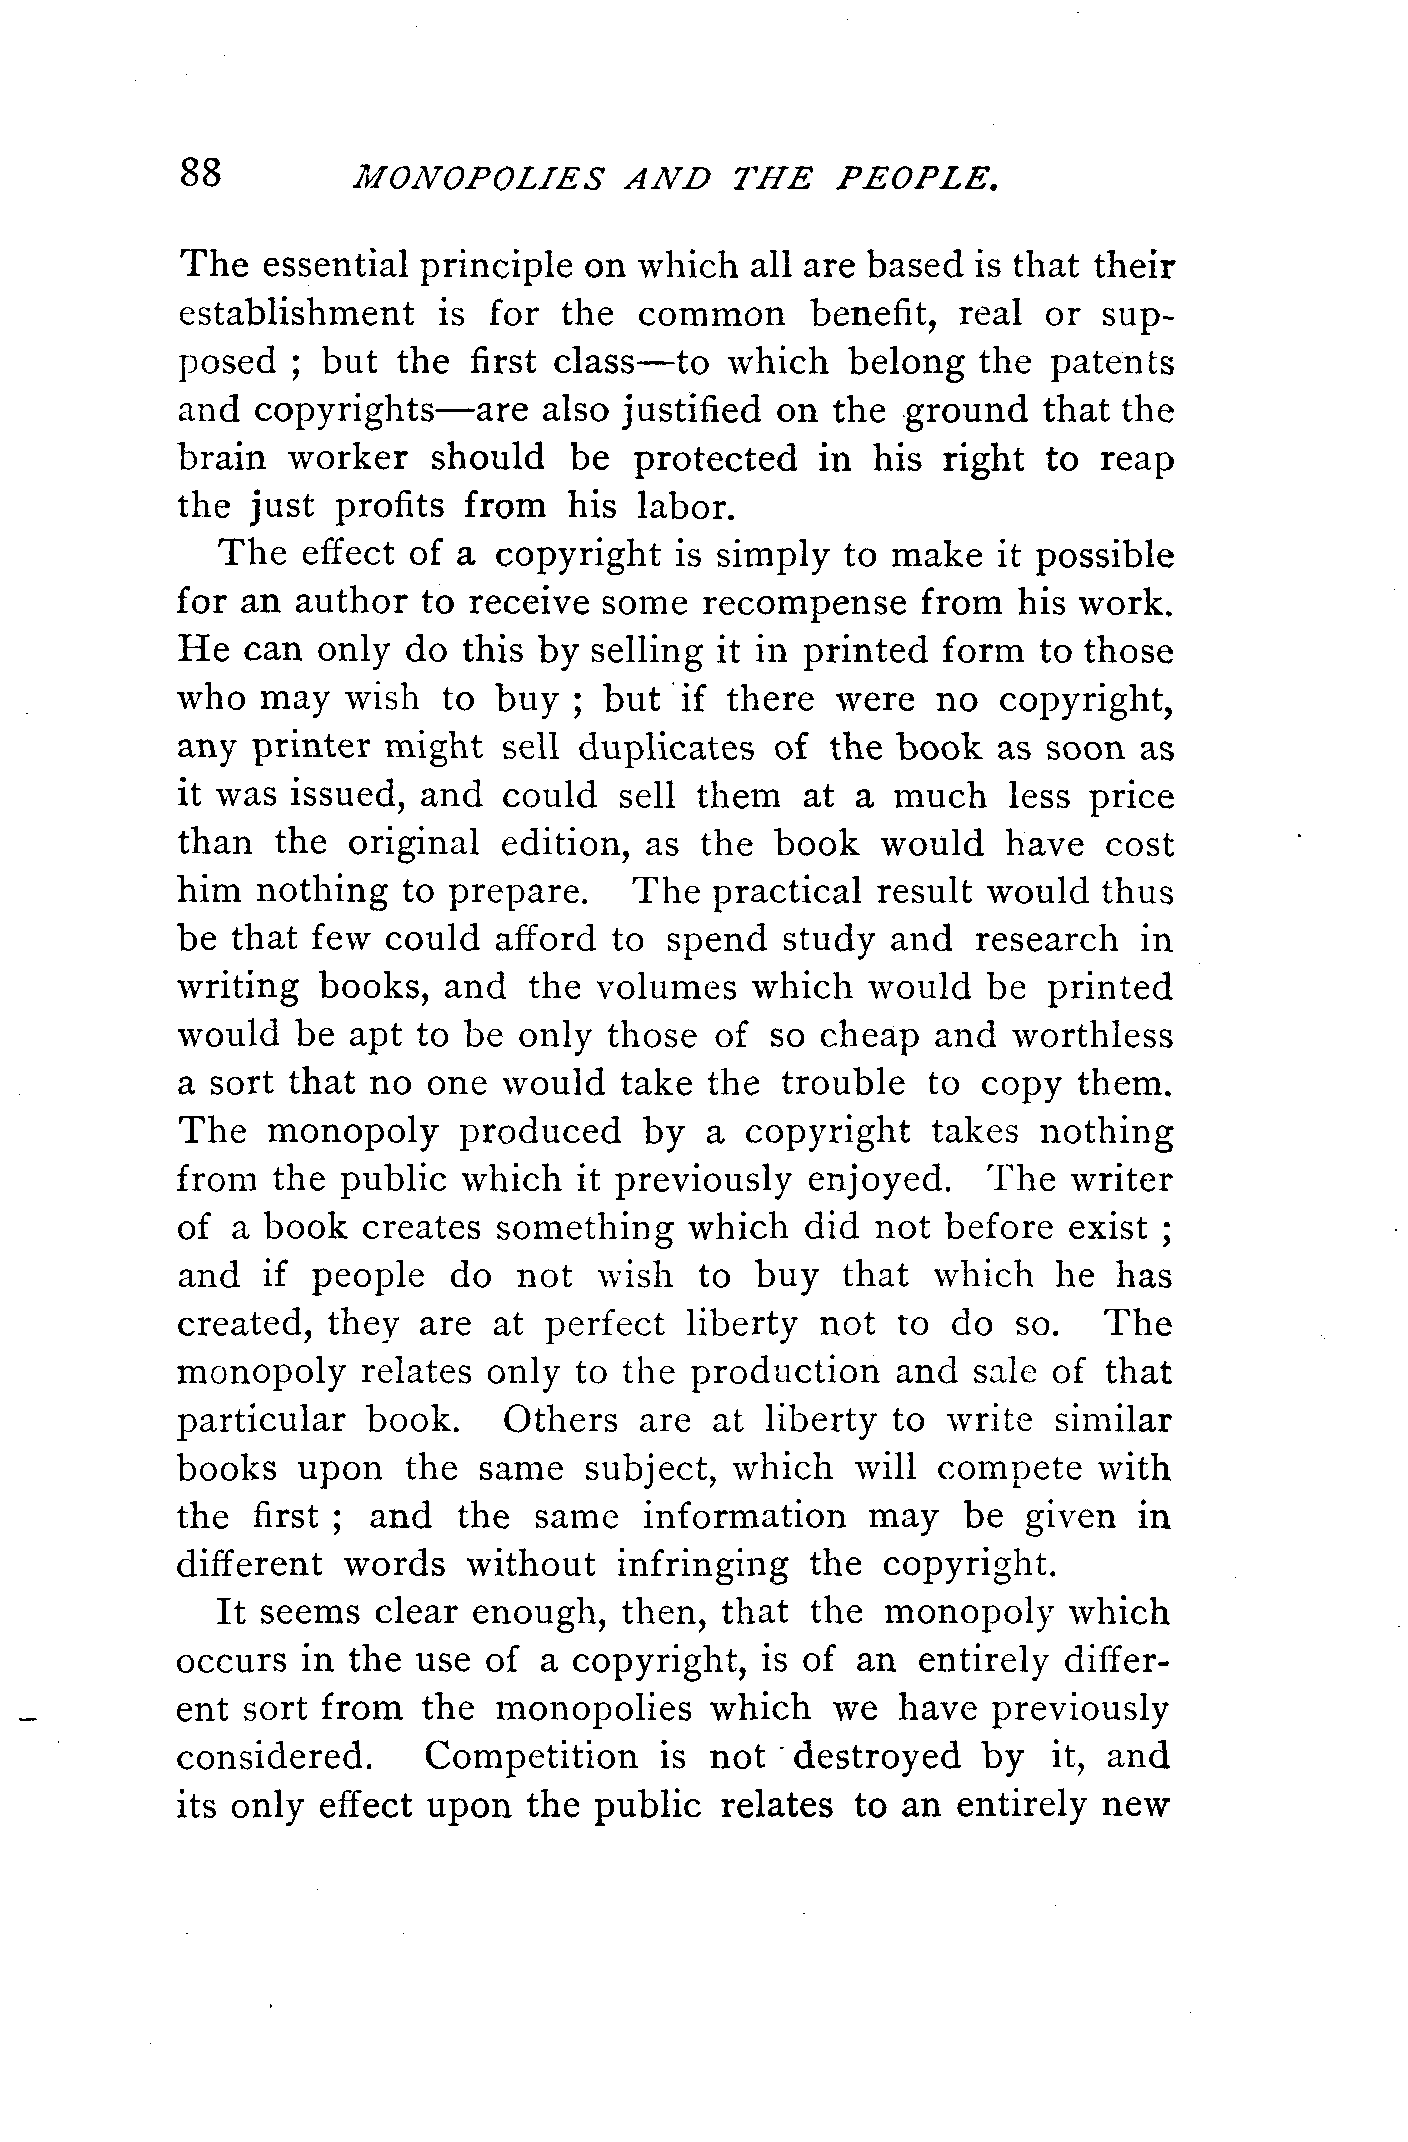 88 MONOPOLIES AND THE PEOPLE.
The essential principle on which all are based is that their
establishment is for the common benefit, real or sup-
posed ; but the first class—to which belong the patents
and copyrights—are also justified on the ground that the
brain worker should be protected in his right to reap
the just profits from his labor.
The effect of a copyright is simply to make it possible
for an author to receive some recompense from his work.
He can only do this by selling it in printed form to those
who may wish to buy ; but if there were no copyright,
any printer might sell duplicates of the book as soon as
it was issued, and could sell them at a much less price
than the original edition, as the book would have cost
him nothing to prepare. The practical result would thus
be that few could afford to spend study and research in
writing books, and the volumes which would be printed
would be apt to be only those of so cheap and worthless
a sort that no one would take the trouble to copy them.
The monopoly produced by a copyright takes nothing
from the public which it previously enjoyed. The writer
of a book creates something which did not before exist ;
and if people do not wish to buy that which he has
created, they are at perfect liberty not to do so. The
monopoly relates only to the production and sale of that
particular book. Others are at liberty to write similar
books upon the same subject, which will compete with
the first ; and the same information may be given in
different words without infringing the copyright.
It seems clear enough, then, that the monopoly which
occurs in the use of a copyright, is of an entirely differ-
ent sort from the monopolies which we have previously
considered. Competition is not destroyed by it, and
its only effect upon the public relates to an entirely new